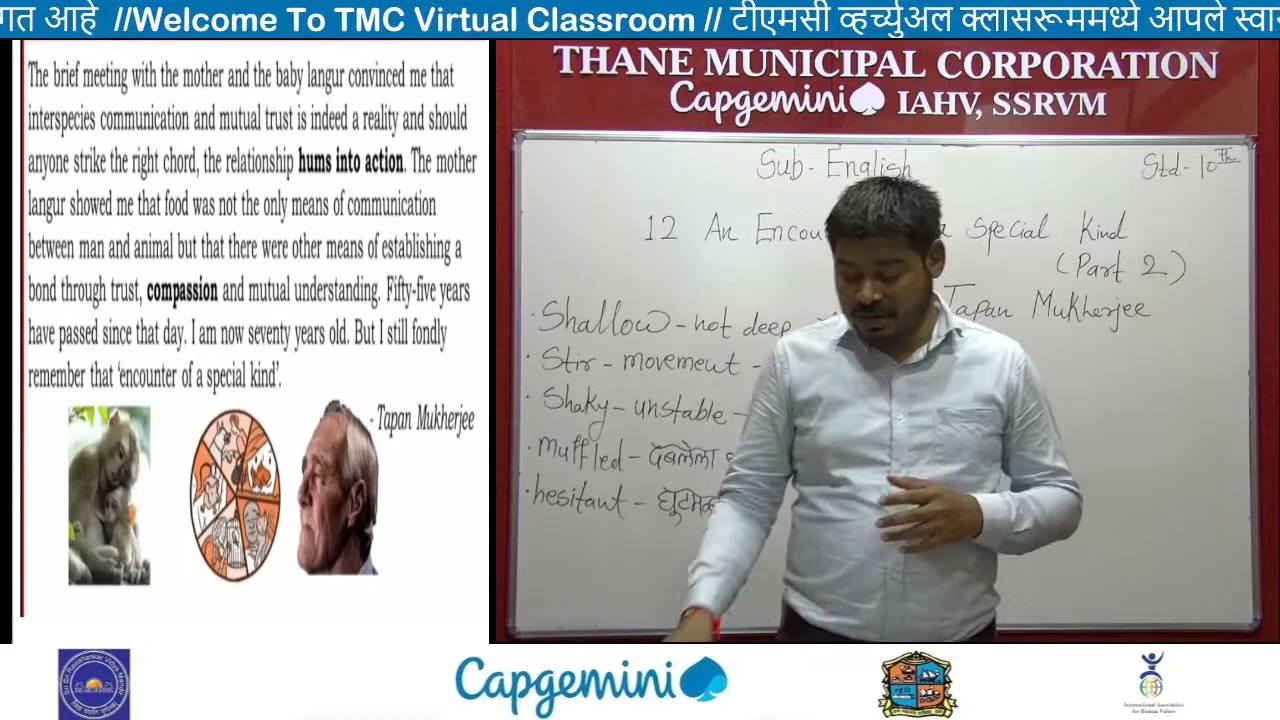 गत आहे //Welcome To TMC Virtual Classroom // टीएमसी व्हर्च्युअल क्लासरूममध्ये आपले स्वा
The brief meeting with the mother and the baby langur convinced me that
interspecies communication and mutual trust is indeed a reality and should
anyone strike the right chord, the relationship hums into action. The mother
langur showed me that food was not the only means of communication
between man and animal but that there were other means of establishing a
bond through trust, compassion and mutual understanding. Fifty-five years
have passed since that day. I am now seventy years old. But I still fondly
remember that 'encounter of a special kind'.
- Tapan Mukherjee
THANE MUNICIPAL CORPORATION
Capgemini IAHV, SSRVM
Sub - English
Std - 10th
12 An Encou Special Kind
(Part 2)
Tapan Mukherjee
· Shallow - not deep
· Stir - movement -
· Shaky - unstable -
· muffled - दबलेला
· hesitant -
Capgemini
International Association
for Human Values